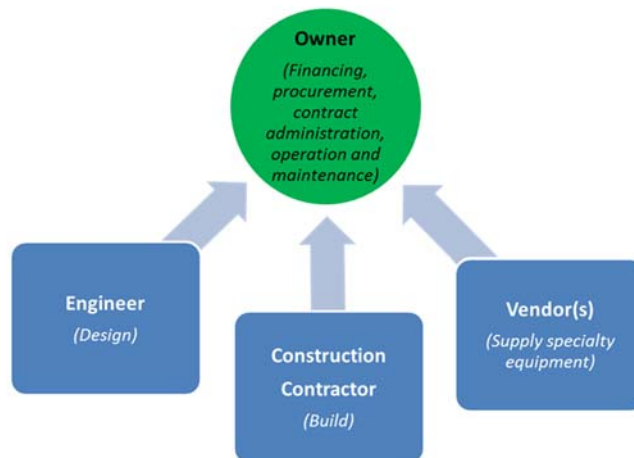 Owner
(Financing,
procurement,
contract
administration,
operation and
maintenance)
Engineer
(Design)
Construction
Contractor
(Build)
Vendor(s)
(Supply specialty
equipment)